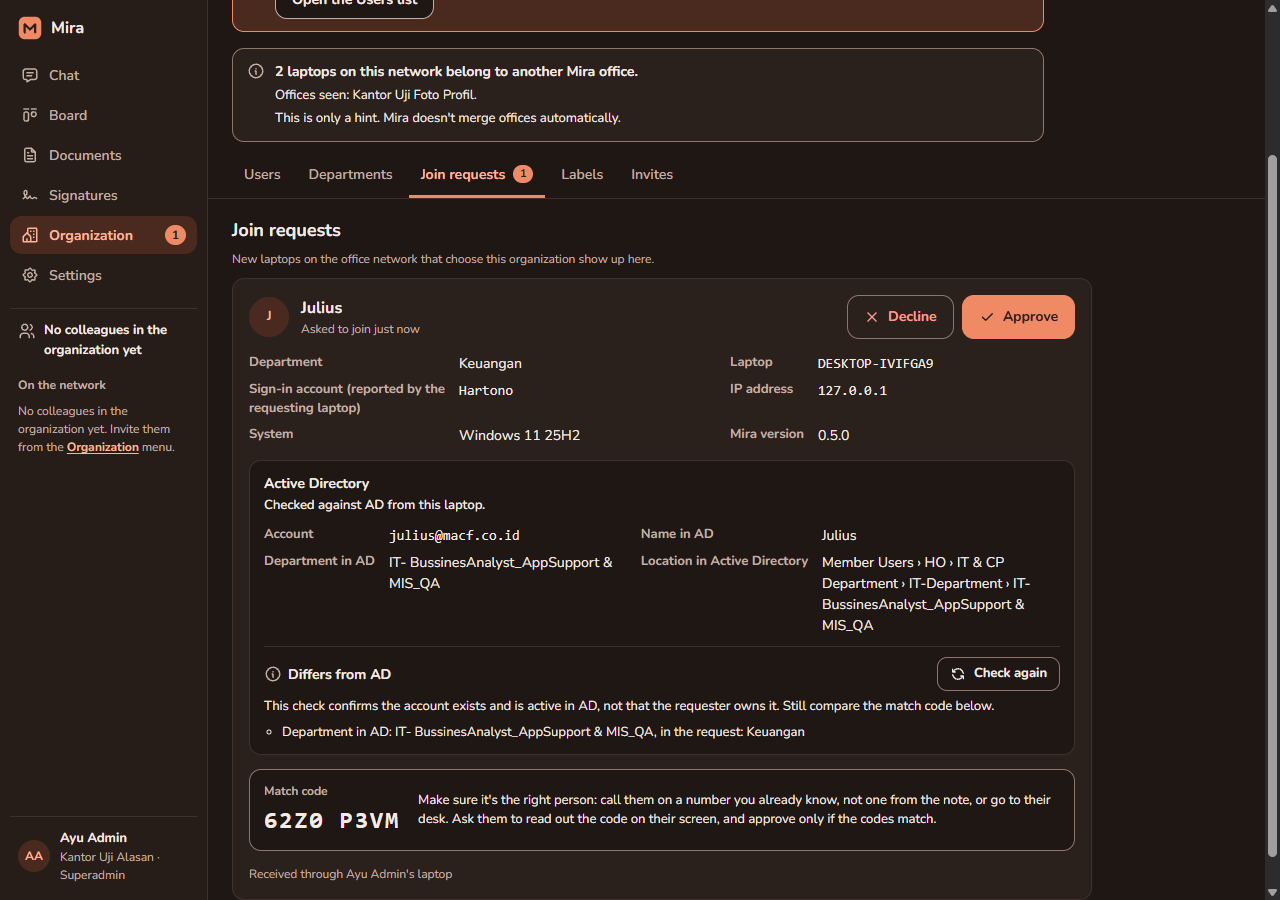 Mira
Open the Users list
Chat
Board
Documents
Signatures
Organization 1
Settings
No colleagues in the
organization yet
On the network
No colleagues in the
organization yet. Invite them
from the Organization menu.
AA
Ayu Admin
Kantor Uji Alasan ·
Superadmin
2 laptops on this network belong to another Mira office.
Offices seen: Kantor Uji Foto Profil.
This is only a hint. Mira doesn't merge offices automatically.
Users Departments Join requests 1 Labels Invites
Join requests
New laptops on the office network that choose this organization show up here.
J
Julius
Asked to join just now
Decline
Approve
Department Keuangan
Laptop DESKTOP-IVIFGA9
Sign-in account (reported by the
requesting laptop) Hartono
IP address 127.0.0.1
System Windows 11 25H2
Mira version 0.5.0
Active Directory
Checked against AD from this laptop.
Account julius@macf.co.id
Name in AD Julius
Department in AD IT- BussinesAnalyst_AppSupport &
MIS_QA
Location in Active Directory Member Users › HO › IT & CP
Department › IT-Department › IT-
BussinesAnalyst_AppSupport &
MIS_QA
Differs from AD
Check again
This check confirms the account exists and is active in AD, not that the requester owns it. Still compare the match code below.
Department in AD: IT- BussinesAnalyst_AppSupport & MIS_QA, in the request: Keuangan
Match code
62Z0 P3VM
Make sure it's the right person: call them on a number you already know, not one from the note, or go to their
desk. Ask them to read out the code on their screen, and approve only if the codes match.
Received through Ayu Admin's laptop